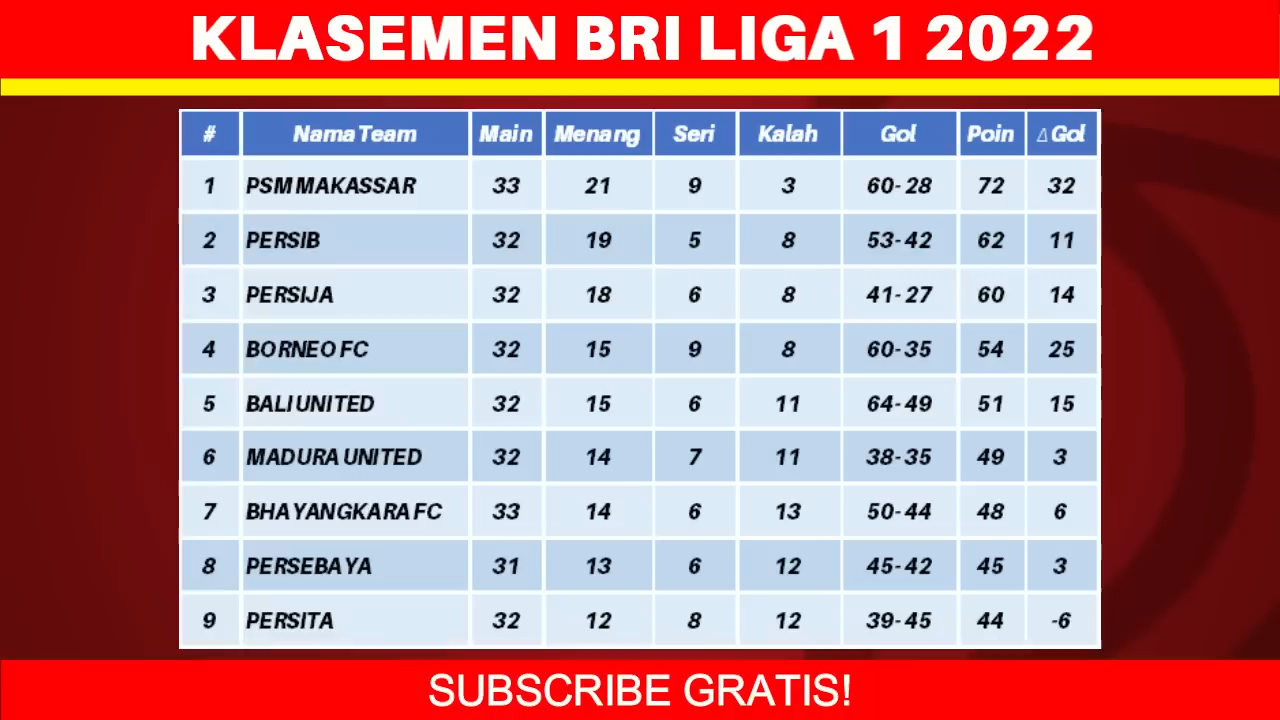 KLASEMEN BRI LIGA 1 2022
# Nama Team Main Menang Seri Kalah Gol Poin Δ Gol
1 PSM MAKASSAR 33 21 9 3 60-28 72 32
2 PERSIB 32 19 5 8 53-42 62 11
3 PERSIJA 32 18 6 8 41-27 60 14
4 BORNEO FC 32 15 9 8 60-35 54 25
5 BALI UNITED 32 15 6 11 64-49 51 15
6 MADURA UNITED 32 14 7 11 38-35 49 3
7 BHAYANGKARA FC 33 14 6 13 50-44 48 6
8 PERSEBAYA 31 13 6 12 45-42 45 3
9 PERSITA 32 12 8 12 39-45 44 -6
SUBSCRIBE GRATIS!